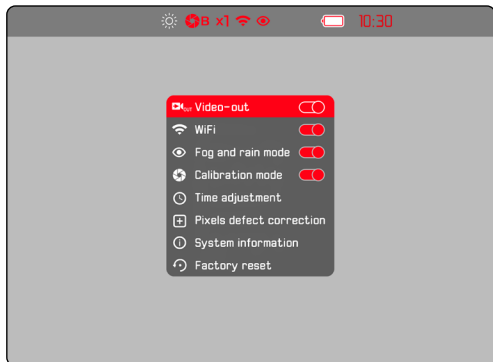 B x1 10:30
OUT Video-out
WiFi
Fog and rain mode
Calibration mode
Time adjustment
Pixels defect correction
System information
Factory reset